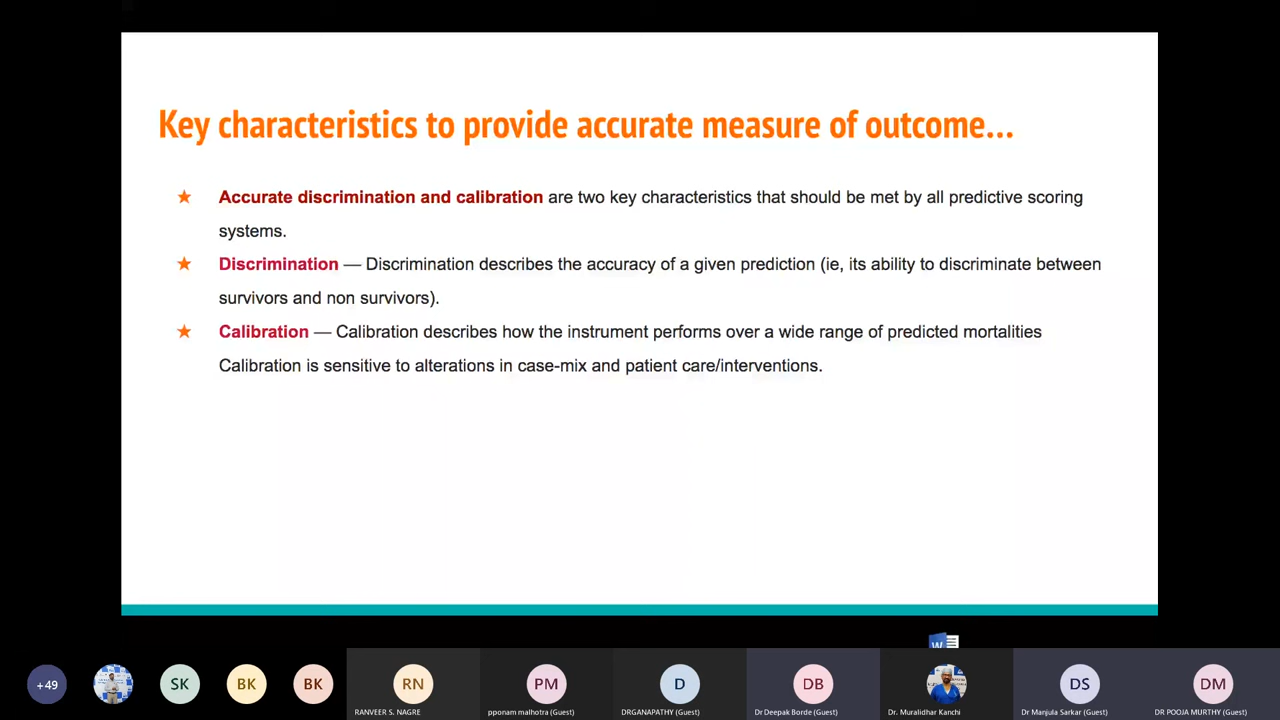 Key characteristics to provide accurate measure of outcome...
★ Accurate discrimination and calibration are two key characteristics that should be met by all predictive scoring
systems.
★ Discrimination — Discrimination describes the accuracy of a given prediction (ie, its ability to discriminate between
survivors and non survivors).
★ Calibration — Calibration describes how the instrument performs over a wide range of predicted mortalities
Calibration is sensitive to alterations in case-mix and patient care/interventions.
W
+49
SK
BK
BK
RN
PM
D
DB
DS
DM
RANVEER S. NAGRE
pponam malhotra (Guest)
DRGANAPATHY (Guest)
Dr Deepak Borde (Guest)
Dr. Muralidhar Kanchi
Dr Manjula Sarkar (Guest)
DR POOJA MURTHY (Guest)